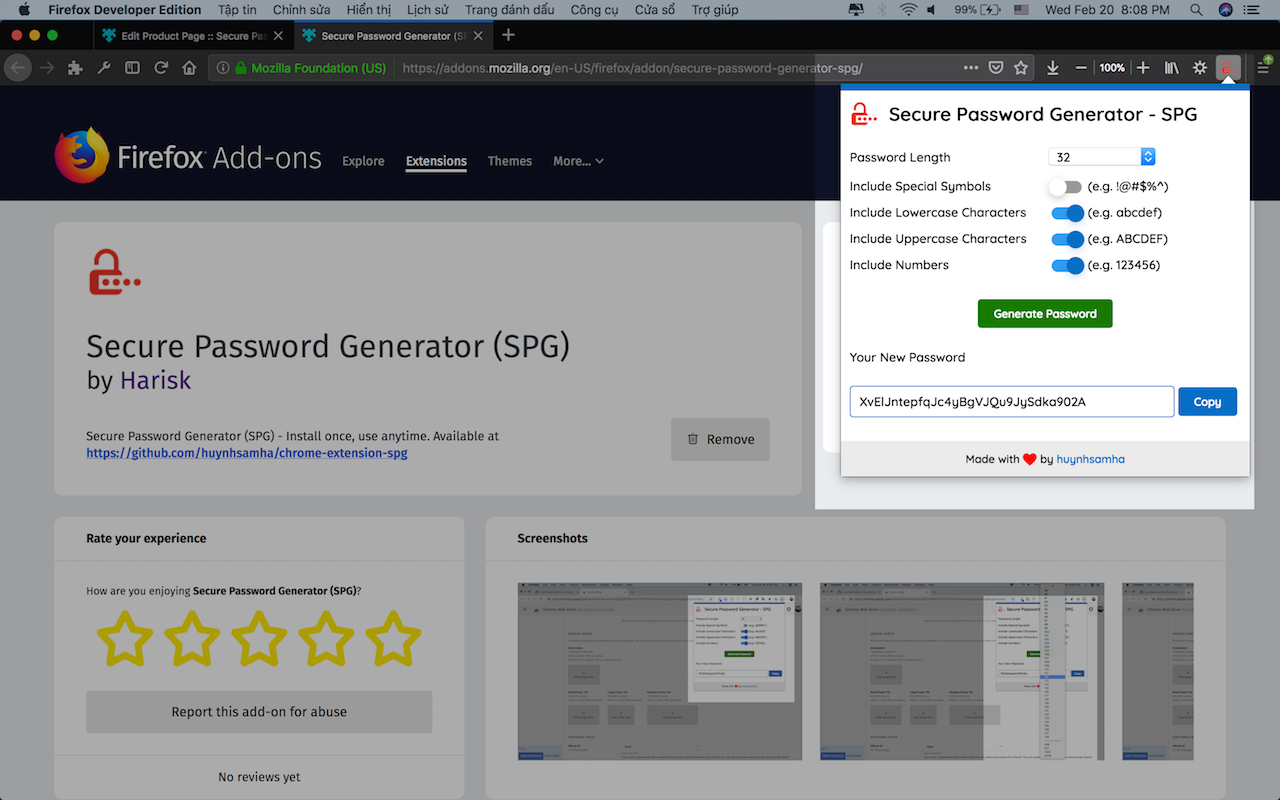 Firefox Developer Edition Tập tin Chỉnh sửa Hiển thị Lịch sử Trang đánh dấu Công cụ Cửa sổ Trợ giúp 99% Wed Feb 20 8:08 PM
Edit Product Page :: Secure Pas
Secure Password Generator (SP
Mozilla Foundation (US) https://addons.mozilla.org/en-US/firefox/addon/secure-password-generator-spg/ 100%
Firefox Add-ons Explore Extensions Themes More...
Secure Password Generator - SPG
Password Length 32
Include Special Symbols (e.g. !@#$%^)
Include Lowercase Characters (e.g. abcdef)
Include Uppercase Characters (e.g. ABCDEF)
Include Numbers (e.g. 123456)
Generate Password
Your New Password
XvElJntepfqJc4yBgVJQu9JySdka902A Copy
Made with ❤ by huynhsamha
Secure Password Generator (SPG)
by Harisk
Secure Password Generator (SPG) - Install once, use anytime. Available at
https://github.com/huynhsamha/chrome-extension-spg
Remove
Rate your experience
How are you enjoying Secure Password Generator (SPG)?
Report this add-on for abuse
No reviews yet
Screenshots